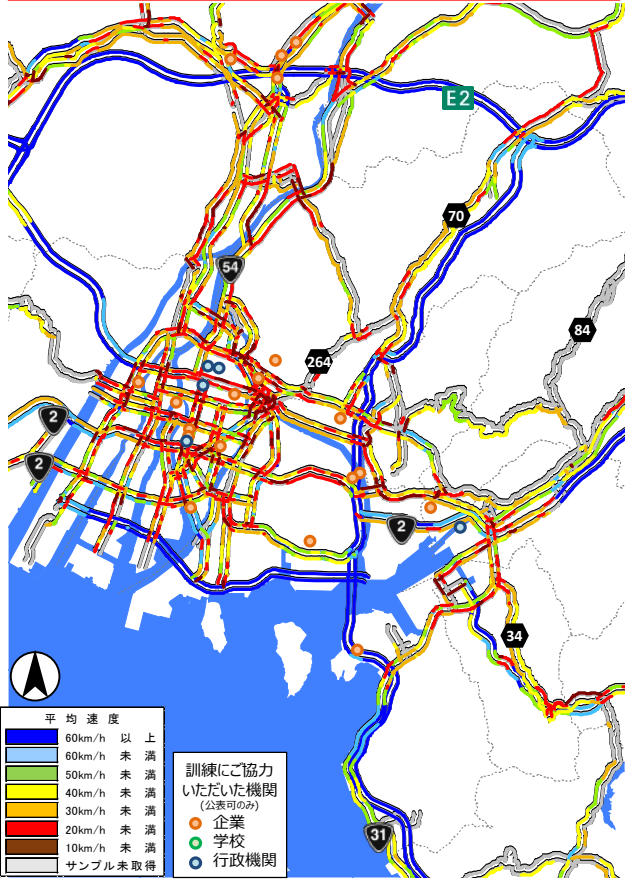 E2
70
54
84
264
2
2
2
34
31
平均速度
60km/h 以上
60km/h 未満
50km/h 未満
40km/h 未満
30km/h 未満
20km/h 未満
10km/h 未満
サンプル未取得
訓練にご協力
いただいた機関
(公表可のみ)
企業
学校
行政機関